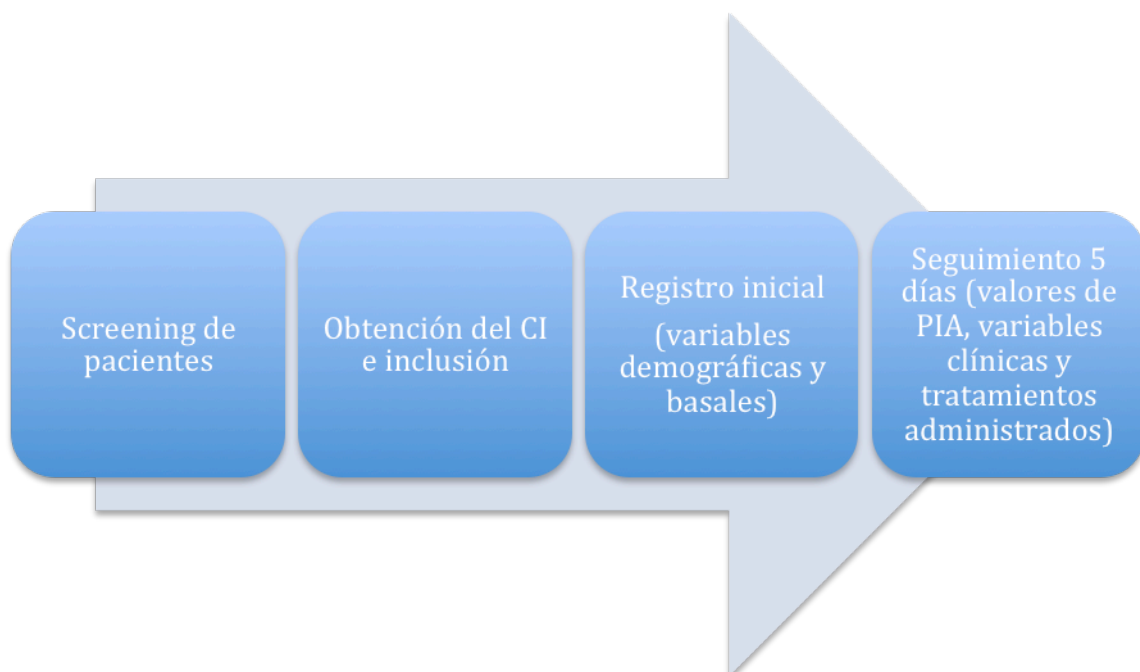 Screening de
pacientes
Obtención del CI
e inclusión
Registro inicial
(variables
demográficas y
basales)
Seguimiento 5
días (valores de
PIA, variables
clínicas y
tratamientos
administrados)